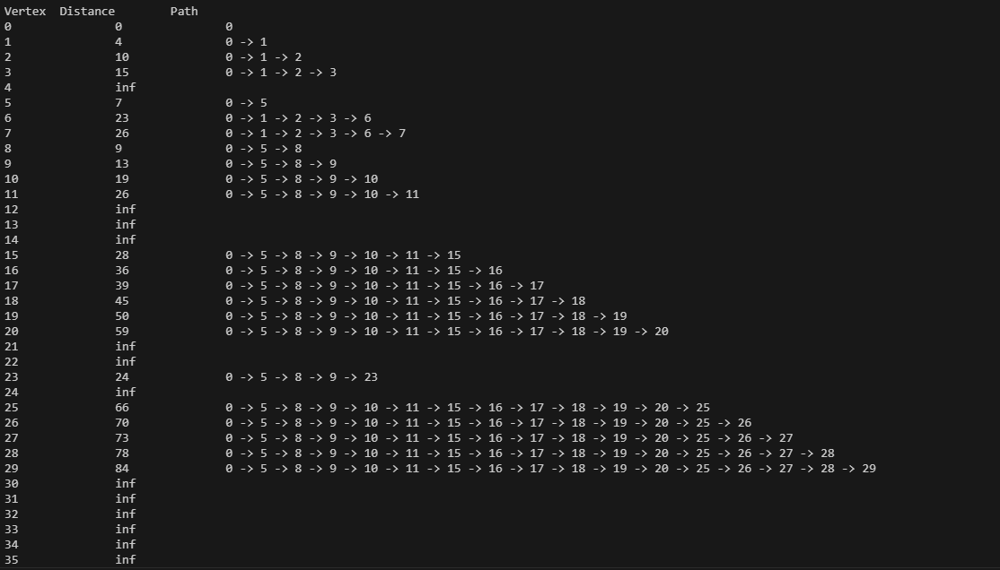 Vertex  Distance        Path
0               0               0
1               4               0 -> 1
2               10              0 -> 1 -> 2
3               15              0 -> 1 -> 2 -> 3
4               inf
5               7               0 -> 5
6               23              0 -> 1 -> 2 -> 3 -> 6
7               26              0 -> 1 -> 2 -> 3 -> 6 -> 7
8               9               0 -> 5 -> 8
9               13              0 -> 5 -> 8 -> 9
10              19              0 -> 5 -> 8 -> 9 -> 10
11              26              0 -> 5 -> 8 -> 9 -> 10 -> 11
12              inf
13              inf
14              inf
15              28              0 -> 5 -> 8 -> 9 -> 10 -> 11 -> 15
16              36              0 -> 5 -> 8 -> 9 -> 10 -> 11 -> 15 -> 16
17              39              0 -> 5 -> 8 -> 9 -> 10 -> 11 -> 15 -> 16 -> 17
18              45              0 -> 5 -> 8 -> 9 -> 10 -> 11 -> 15 -> 16 -> 17 -> 18
19              50              0 -> 5 -> 8 -> 9 -> 10 -> 11 -> 15 -> 16 -> 17 -> 18 -> 19
20              59              0 -> 5 -> 8 -> 9 -> 10 -> 11 -> 15 -> 16 -> 17 -> 18 -> 19 -> 20
21              inf
22              inf
23              24              0 -> 5 -> 8 -> 9 -> 23
24              inf
25              66              0 -> 5 -> 8 -> 9 -> 10 -> 11 -> 15 -> 16 -> 17 -> 18 -> 19 -> 20 -> 25
26              70              0 -> 5 -> 8 -> 9 -> 10 -> 11 -> 15 -> 16 -> 17 -> 18 -> 19 -> 20 -> 25 -> 26
27              73              0 -> 5 -> 8 -> 9 -> 10 -> 11 -> 15 -> 16 -> 17 -> 18 -> 19 -> 20 -> 25 -> 26 -> 27
28              78              0 -> 5 -> 8 -> 9 -> 10 -> 11 -> 15 -> 16 -> 17 -> 18 -> 19 -> 20 -> 25 -> 26 -> 27 -> 28
29              84              0 -> 5 -> 8 -> 9 -> 10 -> 11 -> 15 -> 16 -> 17 -> 18 -> 19 -> 20 -> 25 -> 26 -> 27 -> 28 -> 29
30              inf
31              inf
32              inf
33              inf
34              inf
35              inf